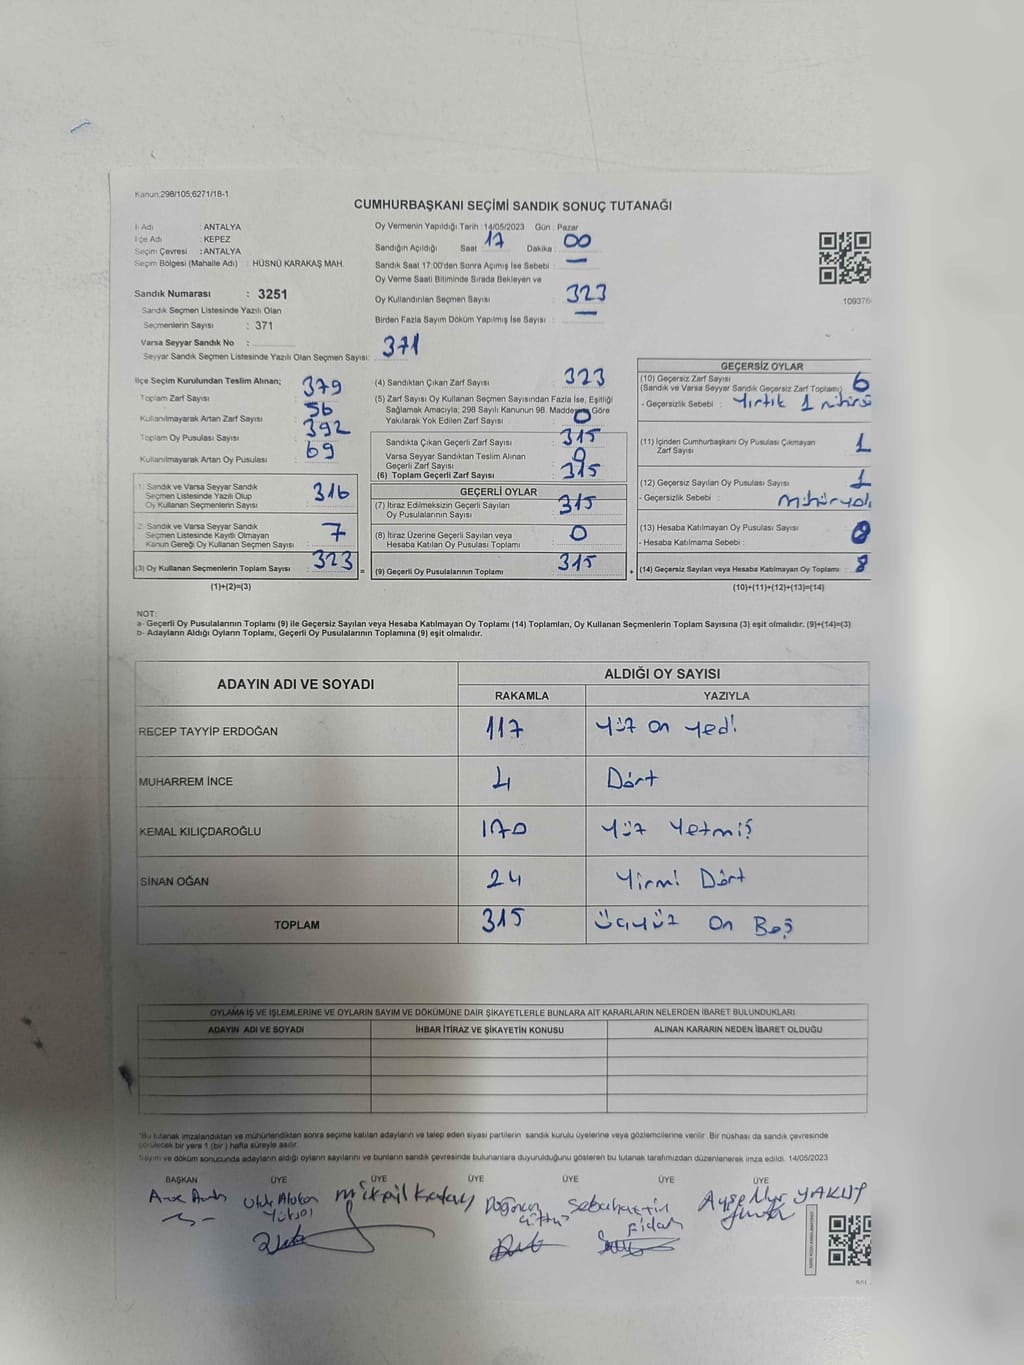 Kanun:298/105,6271/18-1
CUMHURBAŞKANI SEÇİMİ SANDIK SONUÇ TUTANAĞI
İl Adı : ANTALYA
İlçe Adı : KEPEZ
Seçim Çevresi : ANTALYA
Seçim Bölgesi (Mahalle Adı) : HÜSNÜ KARAKAŞ MAH.
Sandık Numarası : 3251
Sandık Seçmen Listesinde Yazılı Olan
Seçmenlerin Sayısı : 371
Varsa Seyyar Sandık No :
Seyyar Sandık Seçmen Listesinde Yazılı Olan Seçmen Sayısı: 371
Oy Vermenin Yapıldığı Tarih : 14/05/2023 Gün : Pazar
Sandığın Açıldığı Saat 17 Dakika : 00
Sandık Saat 17:00'den Sonra Açımış İse Sebebi : —
Oy Verme Saati Bitiminde Sırada Bekleyen ve
Oy Kullandırılan Seçmen Sayısı : 323
Birden Fazla Sayım Döküm Yapılmış İse Sayısı : —
109376
İlçe Seçim Kurulundan Teslim Alınan;
Toplam Zarf Sayısı : 379
Kullanılmayarak Artan Zarf Sayısı : 56
Toplam Oy Pusulası Sayısı : 392
Kullanılmayarak Artan Oy Pusulası : 69
1. Sandık ve Varsa Seyyar Sandık
Seçmen Listesinde Yazılı Olup
Oy Kullanan Seçmenlerin Sayısı : 316
2. Sandık ve Varsa Seyyar Sandık
Seçmen Listesinde Kayıtlı Olmayan
Kanun Gereği Oy Kullanan Seçmen Sayısı : 7
(3) Oy Kullanan Seçmenlerin Toplam Sayısı : 323 =
(1)+(2)=(3)
(4) Sandıktan Çıkan Zarf Sayısı : 323
(5) Zarf Sayısı Oy Kullanan Seçmen Sayısından Fazla İse, Eşitliği
Sağlamak Amacıyla; 298 Sayılı Kanunun 98. Maddesine Göre
Yakılarak Yok Edilen Zarf Sayısı : 0
Sandıkta Çıkan Geçerli Zarf Sayısı : 315
Varsa Seyyar Sandıktan Teslim Alınan
Geçerli Zarf Sayısı : 0
(6) Toplam Geçerli Zarf Sayısı : 315
GEÇERLİ OYLAR
(7) İtiraz Edilmeksizin Geçerli Sayılan
Oy Pusulalarının Sayısı : 315
(8) İtiraz Üzerine Geçerli Sayılan veya
Hesaba Katılan Oy Pusulası Toplamı : 0
(9) Geçerli Oy Pusulalarının Toplamı : 315 +
GEÇERSİZ OYLAR
(10) Geçersiz Zarf Sayısı
(Sandık ve Varsa Seyyar Sandık Geçersiz Zarf Toplamı) : 6
- Geçersizlik Sebebi : Yırtık 1
(11) İçinden Cumhurbaşkanı Oy Pusulası Çıkmayan
Zarf Sayısı : 1
(12) Geçersiz Sayılan Oy Pusulası Sayısı : 1
- Geçersizlik Sebebi :
(13) Hesaba Katılmayan Oy Pusulası Sayısı :
- Hesaba Katılmama Sebebi :
(14) Geçersiz Sayılan veya Hesaba Katılmayan Oy Toplamı : 8
(10)+(11)+(12)+(13)=(14)
NOT:
a- Geçerli Oy Pusulalarının Toplamı (9) ile Geçersiz Sayılan veya Hesaba Katılmayan Oy Toplamı (14) Toplamları, Oy Kullanan Seçmenlerin Toplam Sayısına (3) eşit olmalıdır. (9)+(14)=(3)
b- Adayların Aldığı Oyların Toplamı, Geçerli Oy Pusulalarının Toplamına (9) eşit olmalıdır.
ADAYIN ADI VE SOYADI
ALDIĞI OY SAYISI
RAKAMLA YAZIYLA
RECEP TAYYİP ERDOĞAN 117 Yüz on yedi
MUHARREM İNCE 4 Dört
KEMAL KILIÇDAROĞLU 170 Yüz Yetmiş
SİNAN OĞAN 24 Yirmi Dört
TOPLAM 315 Üçyüz On Beş
OYLAMA İŞ VE İŞLEMLERİNE VE OYLARIN SAYIM VE DÖKÜMÜNE DAİR ŞİKAYETLERLE BUNLARA AİT KARARLARIN NELERDEN İBARET BULUNDUKLARI
ADAYIN ADI VE SOYADI İHBAR İTİRAZ VE ŞİKAYETİN KONUSU ALINAN KARARIN NEDEN İBARET OLDUĞU
*Bu tutanak imzalandıktan ve mühürlendikten sonra seçime katılan adayların ve talep eden siyasi partilerin sandık kurulu üyelerine veya gözlemcilerine verilir. Bir nüshası da sandık çevresinde
görülecek bir yere 1 (bir) hafta süreyle asılır.
Sayım ve döküm sonucunda adayların aldığı oyların sayılarını ve bunların sandık çevresinde bulunanlara duyurulduğunu gösteren bu tutanak tarafımızdan düzenlenerek imza edildi. 14/05/2023
BAŞKAN ÜYE ÜYE ÜYE ÜYE ÜYE ÜYE
Mikail Doğan Sebahattin Ayşe Nur YAKUT
Fidan